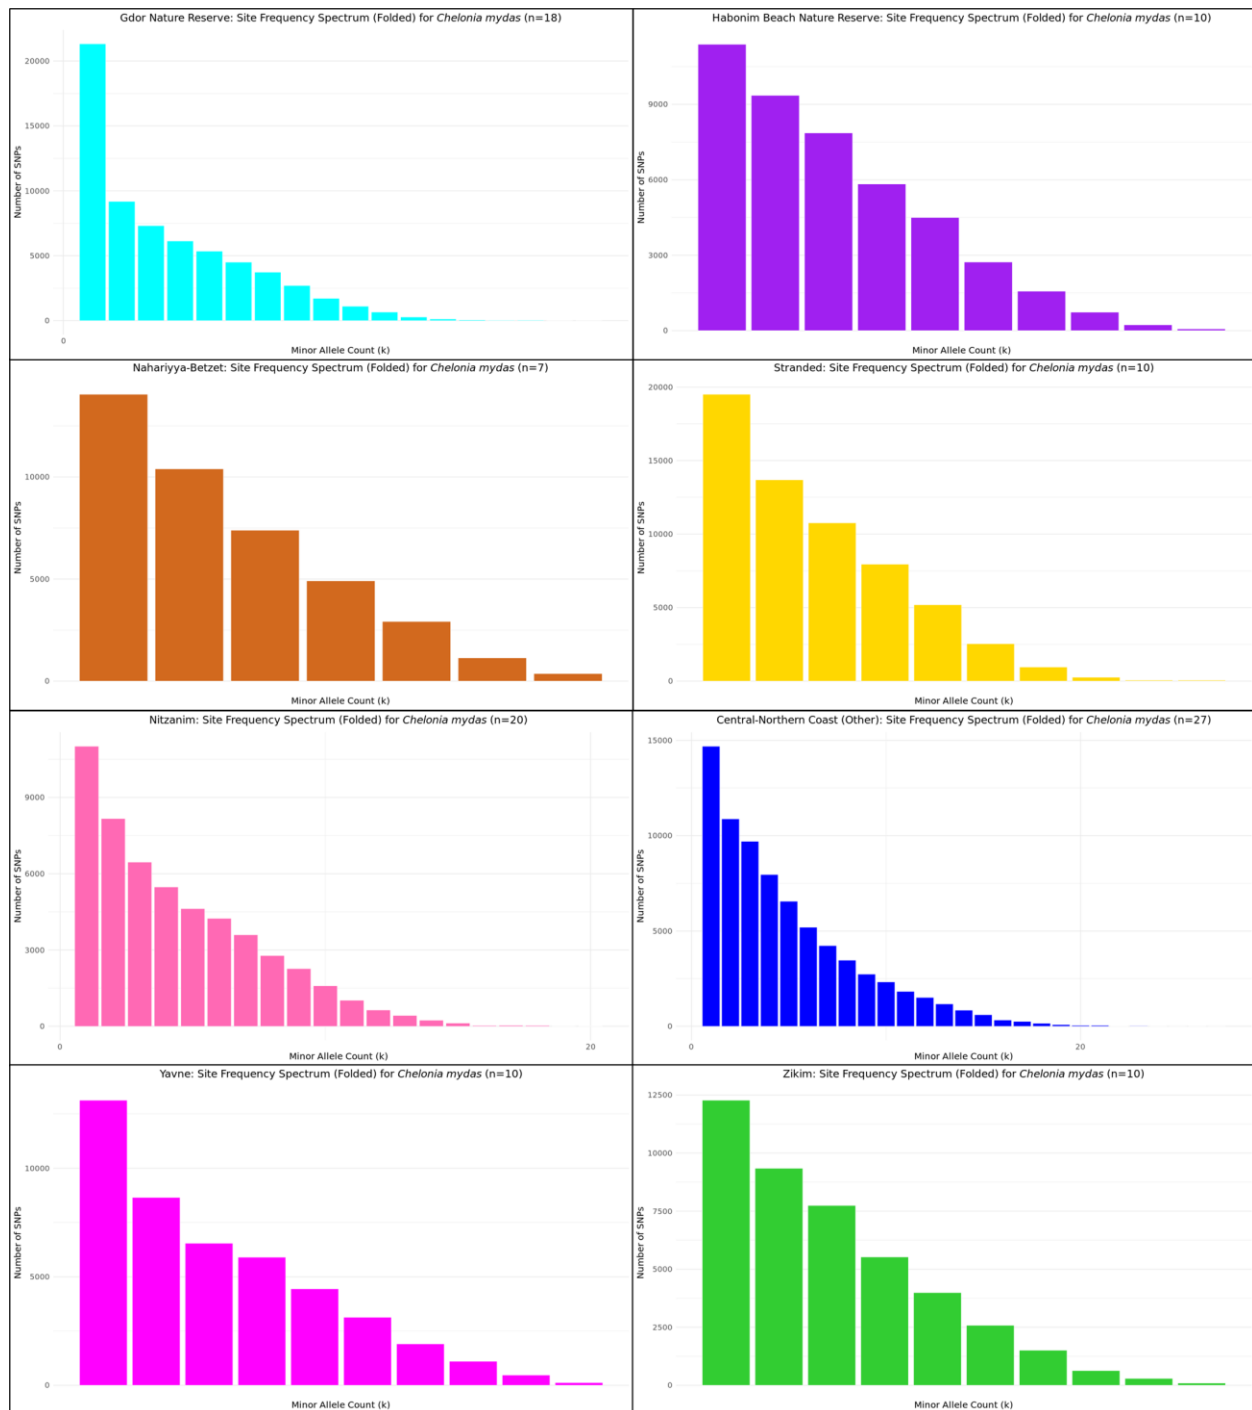 Gdor Nature Reserve: Site Frequency Spectrum (Folded) for Chelonia mydas (n=18)
20000
15000
10000
5000
0
0
Number of SNPs
Minor Allele Count (k)
Habonim Beach Nature Reserve: Site Frequency Spectrum (Folded) for Chelonia mydas (n=10)
9000
6000
3000
0
Number of SNPs
Minor Allele Count (k)
Nahariyya-Betzet: Site Frequency Spectrum (Folded) for Chelonia mydas (n=7)
10000
5000
0
Number of SNPs
Minor Allele Count (k)
Stranded: Site Frequency Spectrum (Folded) for Chelonia mydas (n=10)
20000
15000
10000
5000
0
Number of SNPs
Minor Allele Count (k)
Nitzanim: Site Frequency Spectrum (Folded) for Chelonia mydas (n=20)
9000
6000
3000
0
0
20
Number of SNPs
Minor Allele Count (k)
Central-Northern Coast (Other): Site Frequency Spectrum (Folded) for Chelonia mydas (n=27)
15000
10000
5000
0
0
20
Number of SNPs
Minor Allele Count (k)
Yavne: Site Frequency Spectrum (Folded) for Chelonia mydas (n=10)
10000
5000
0
Number of SNPs
Minor Allele Count (k)
Zikim: Site Frequency Spectrum (Folded) for Chelonia mydas (n=10)
12500
10000
7500
5000
2500
0
Number of SNPs
Minor Allele Count (k)